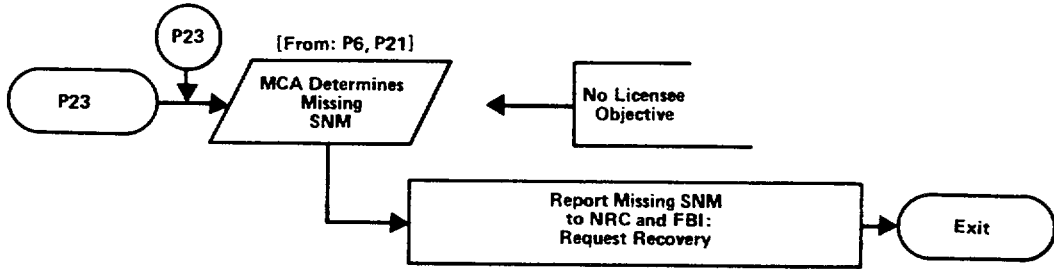 P23
[From: P6, P21]
P23
MCA Determines
Missing
SNM
No Licensee
Objective
Report Missing SNM
to NRC and FBI:
Request Recovery
Exit